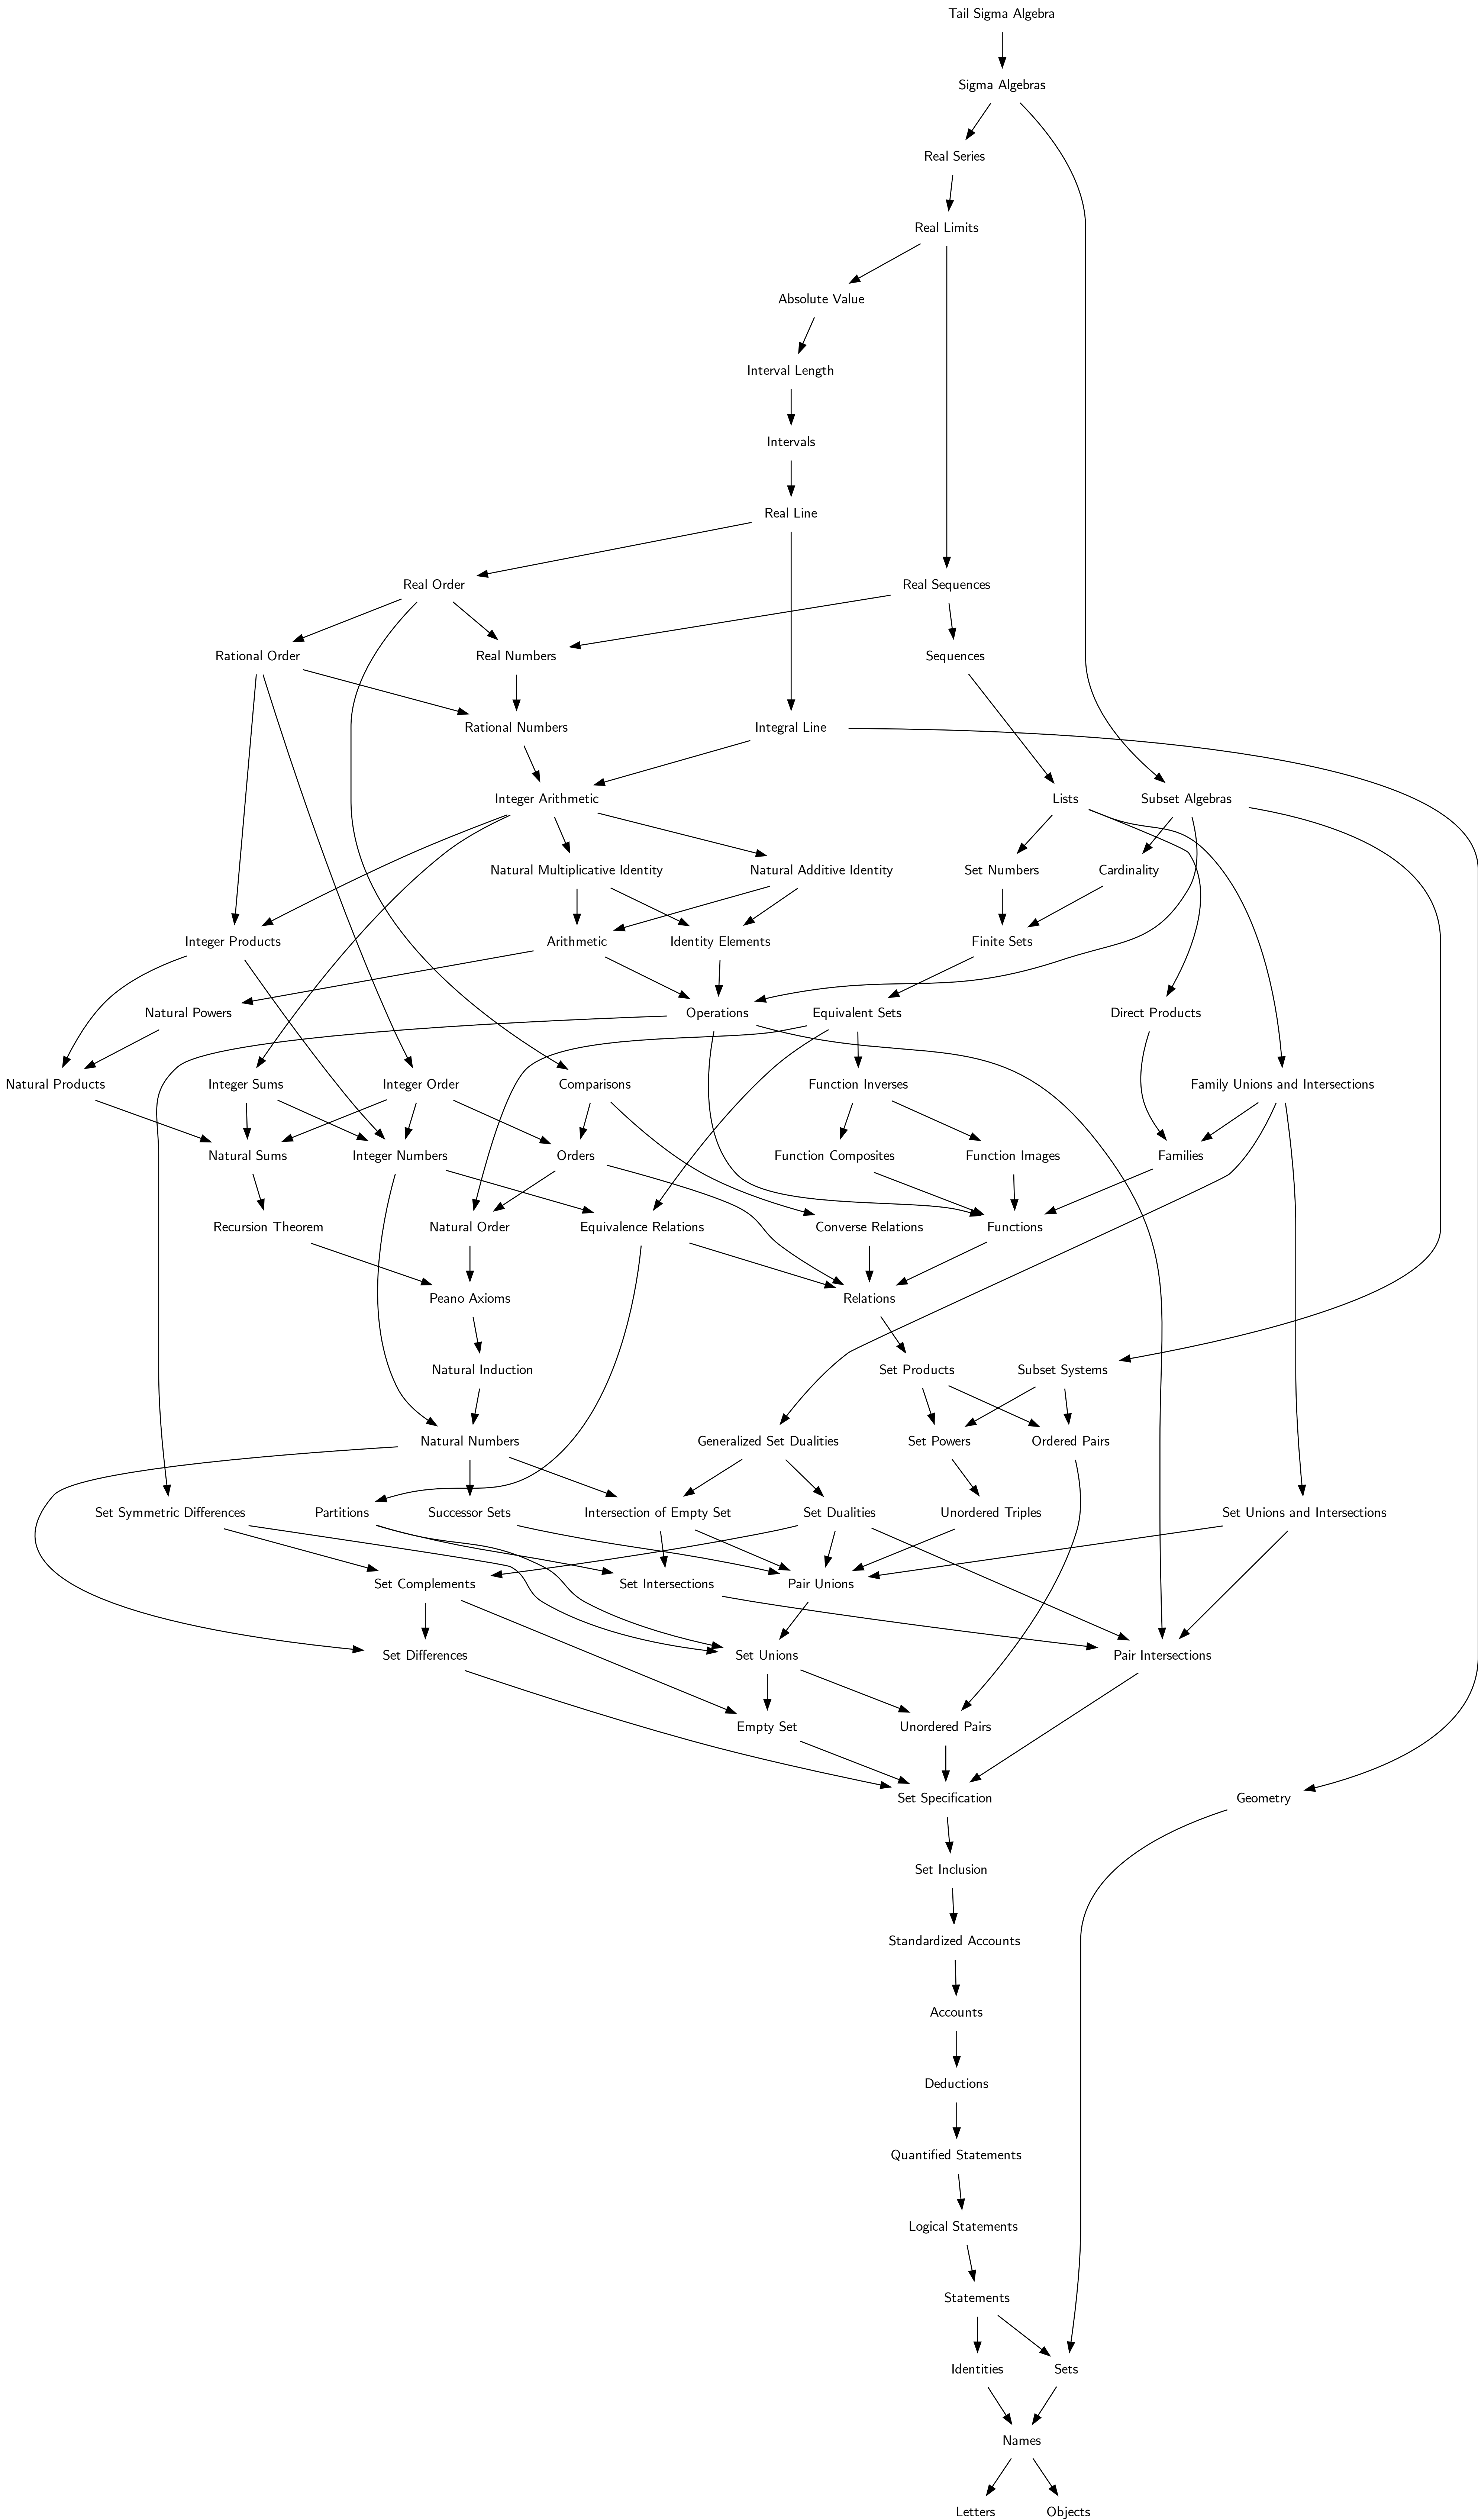 Tail Sigma Algebra
Sigma Algebras
Real Series
Real Limits
Absolute Value
Interval Length
Intervals
Real Line
Real Order
Real Sequences
Rational Order
Real Numbers
Sequences
Rational Numbers
Integral Line
Integer Arithmetic
Lists
Subset Algebras
Natural Multiplicative Identity
Natural Additive Identity
Set Numbers
Cardinality
Integer Products
Arithmetic
Identity Elements
Finite Sets
Natural Powers
Operations
Equivalent Sets
Direct Products
Natural Products
Integer Sums
Integer Order
Comparisons
Function Inverses
Family Unions and Intersections
Natural Sums
Integer Numbers
Orders
Function Composites
Function Images
Families
Recursion Theorem
Natural Order
Equivalence Relations
Converse Relations
Functions
Peano Axioms
Relations
Natural Induction
Set Products
Subset Systems
Natural Numbers
Generalized Set Dualities
Set Powers
Ordered Pairs
Set Symmetric Differences
Partitions
Successor Sets
Intersection of Empty Set
Set Dualities
Unordered Triples
Set Unions and Intersections
Set Complements
Set Intersections
Pair Unions
Set Differences
Set Unions
Pair Intersections
Empty Set
Unordered Pairs
Set Specification
Geometry
Set Inclusion
Standardized Accounts
Accounts
Deductions
Quantified Statements
Logical Statements
Statements
Identities
Sets
Names
Letters
Objects